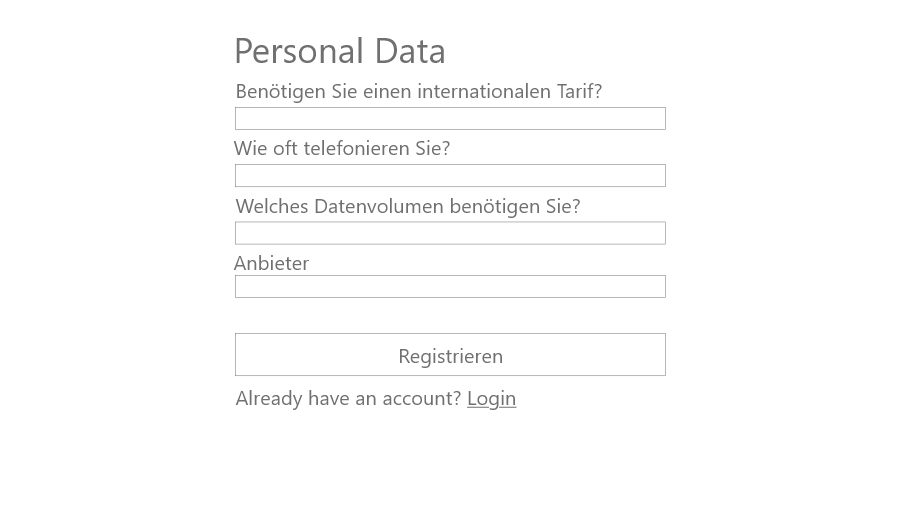 Personal Data
Benötigen Sie einen internationalen Tarif?
Wie oft telefonieren Sie?
Welches Datenvolumen benötigen Sie?
Anbieter
Registrieren
Already have an account? Login